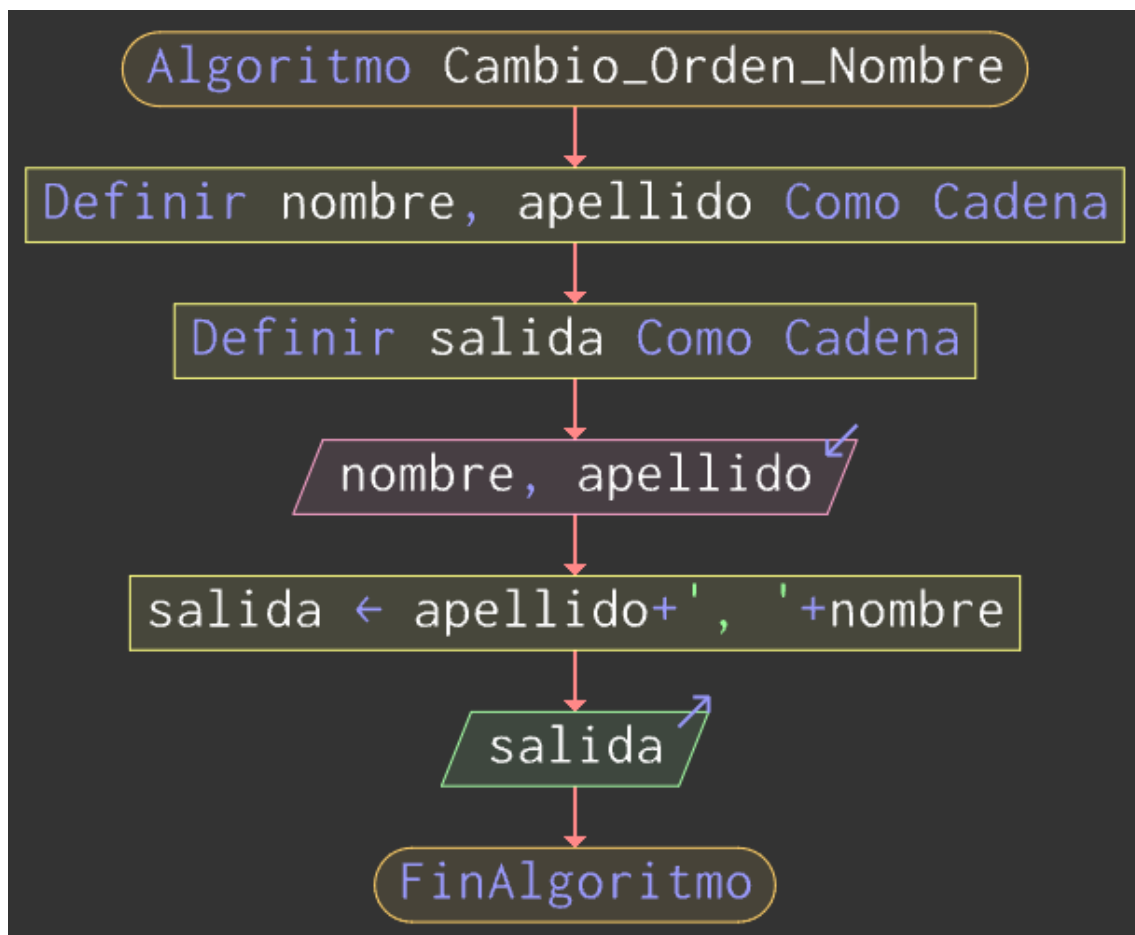 Algoritmo Cambio_Orden_Nombre
Definir nombre, apellido Como Cadena
Definir salida Como Cadena
nombre, apellido
salida ← apellido+', '+nombre
salida
FinAlgoritmo